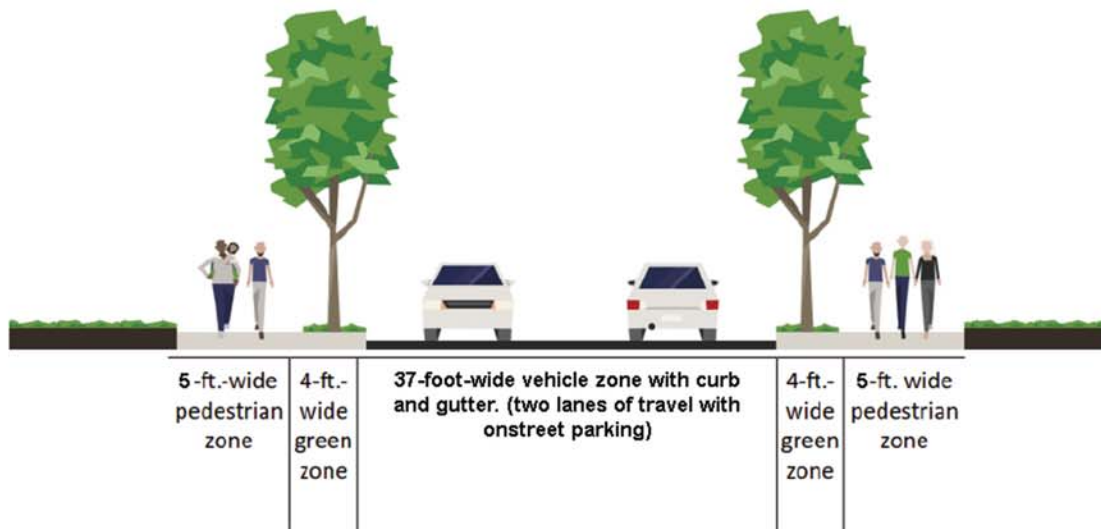 5-ft.-wide
pedestrian
zone
4-ft.-
wide
green
zone
37-foot-wide vehicle zone with curb
and gutter. (two lanes of travel with
onstreet parking)
4-ft.-
wide
green
zone
5-ft. wide
pedestrian
zone